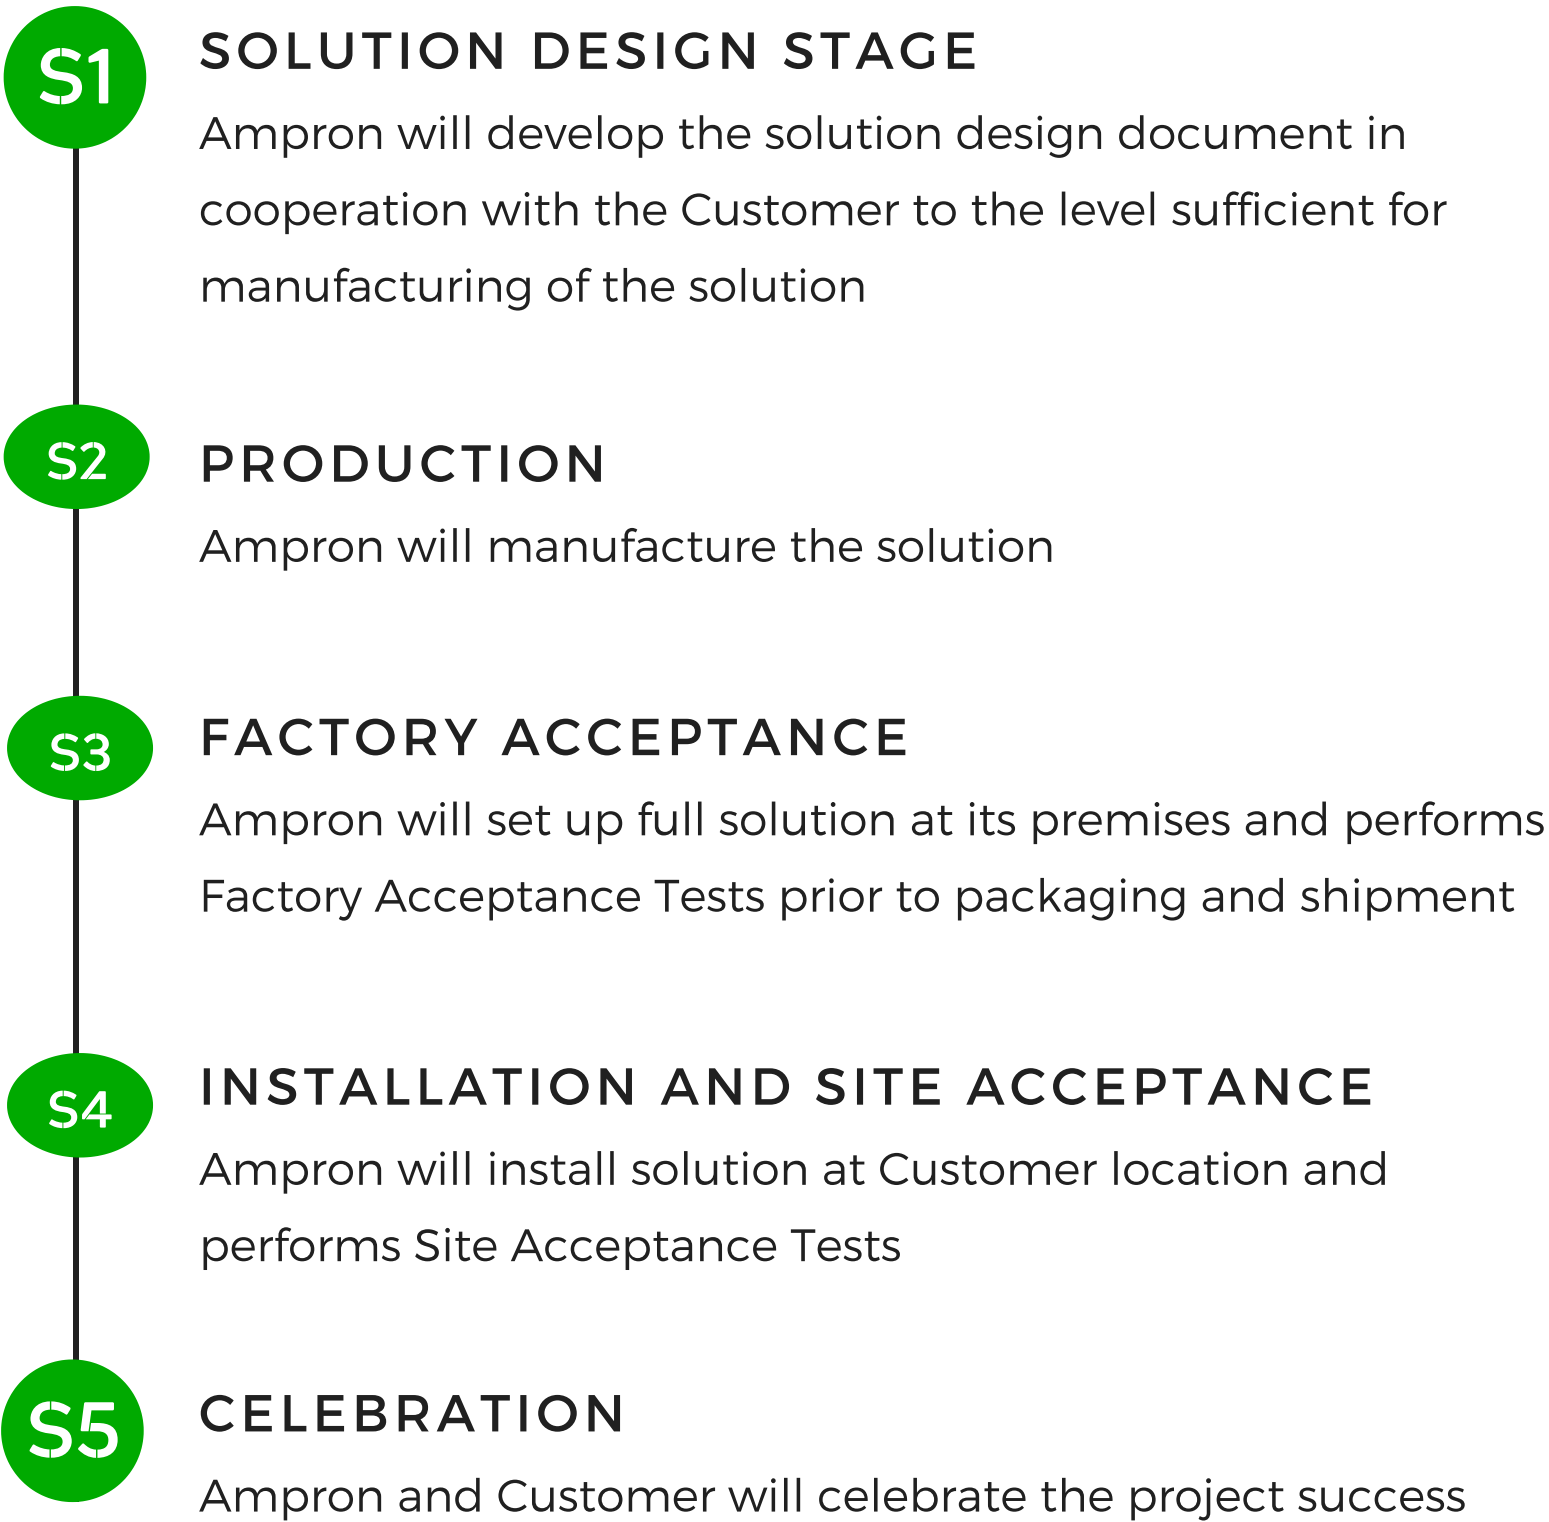 S1
SOLUTION DESIGN STAGE
Ampron will develop the solution design document in
cooperation with the Customer to the level sufficient for
manufacturing of the solution
S2
PRODUCTION
Ampron will manufacture the solution
S3
FACTORY ACCEPTANCE
Ampron will set up full solution at its premises and performs
Factory Acceptance Tests prior to packaging and shipment
S4
INSTALLATION AND SITE ACCEPTANCE
Ampron will install solution at Customer location and
performs Site Acceptance Tests
S5
CELEBRATION
Ampron and Customer will celebrate the project success